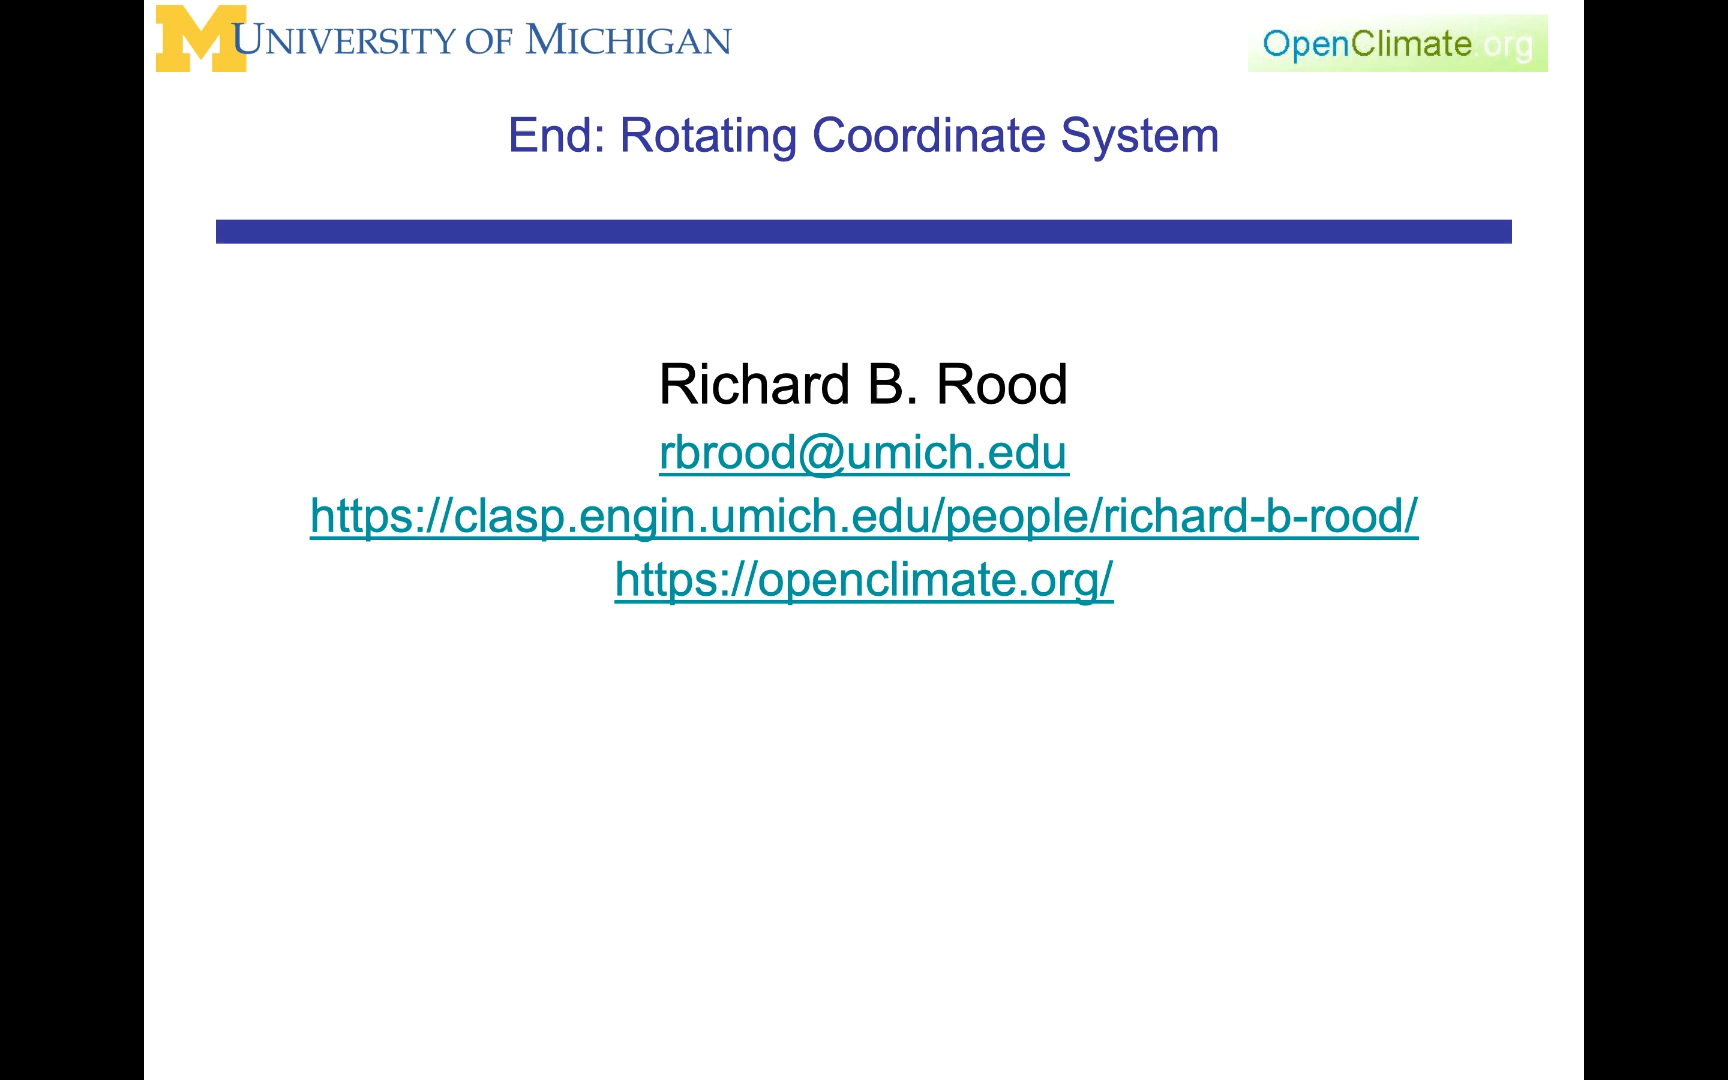 M UNIVERSITY OF MICHIGAN
OpenClimate.org
End: Rotating Coordinate System
Richard B. Rood
rbrood@umich.edu
https://clasp.engin.umich.edu/people/richard-b-rood/
https://openclimate.org/